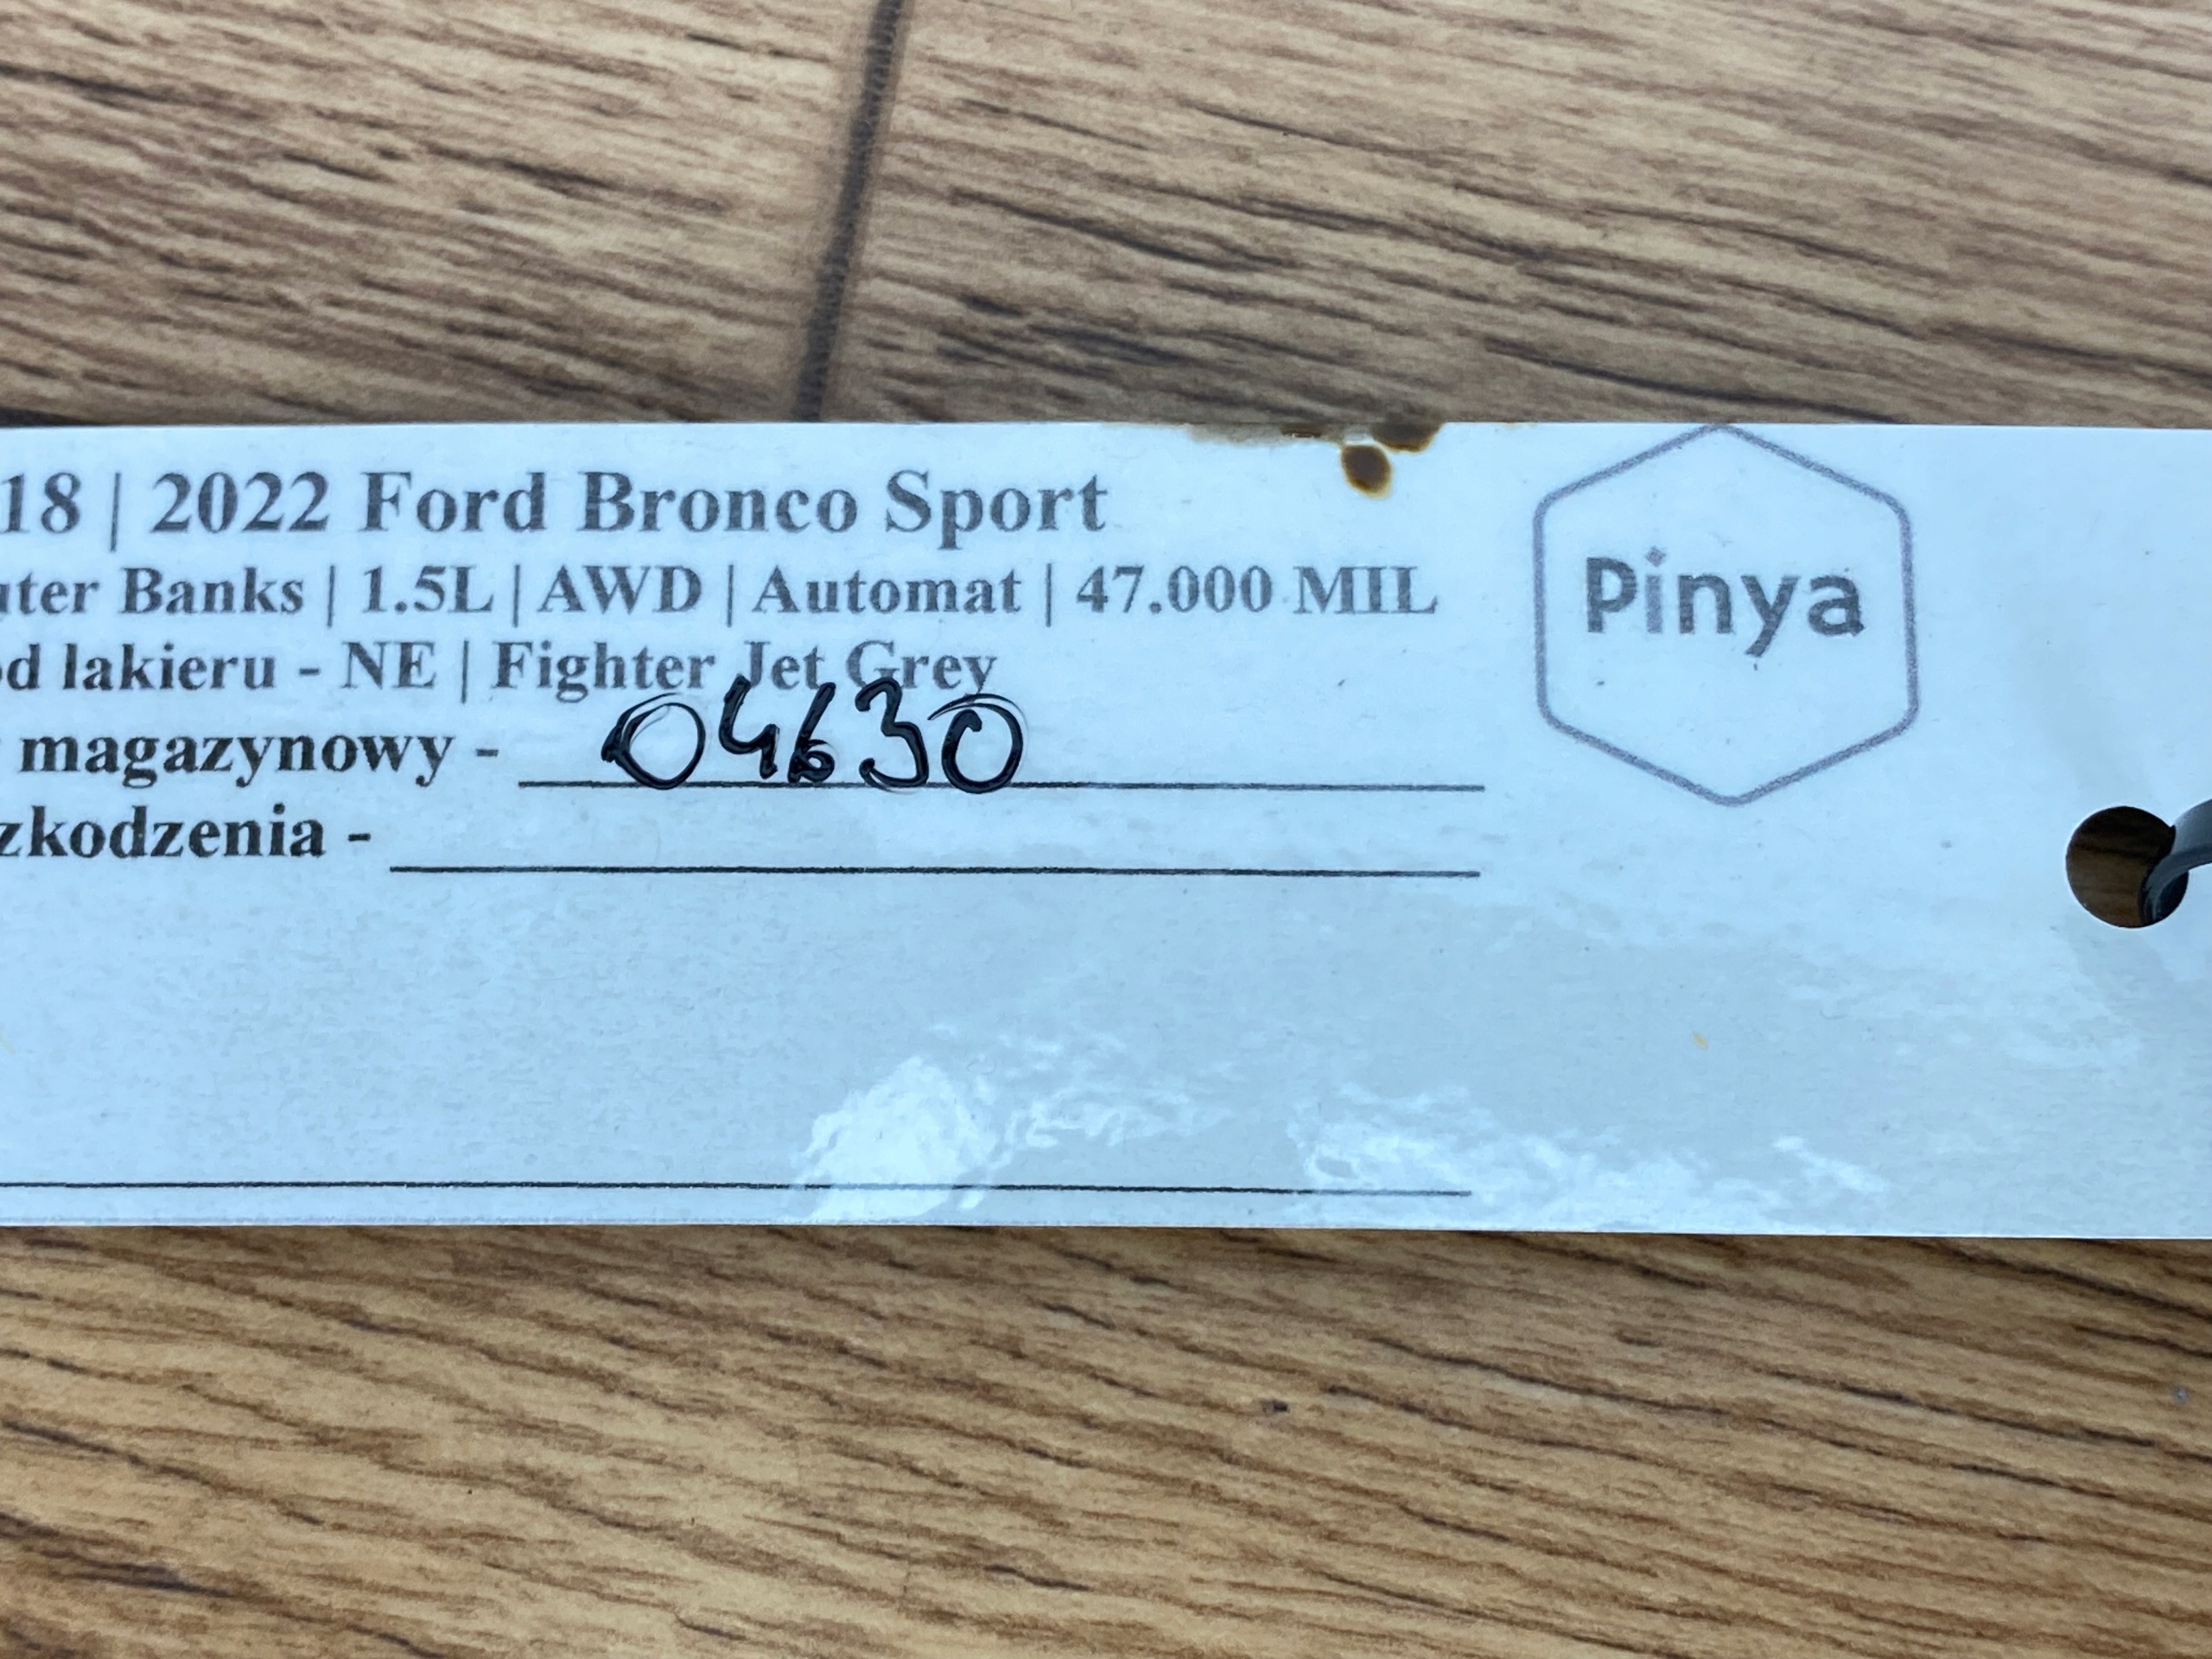 18 | 2022 Ford Bronco Sport
uter Banks | 1.5L | AWD | Automat | 47.000 MIL
od lakieru - NE | Fighter Jet Grey
magazynowy - 04630
zkodzenia -
Pinya